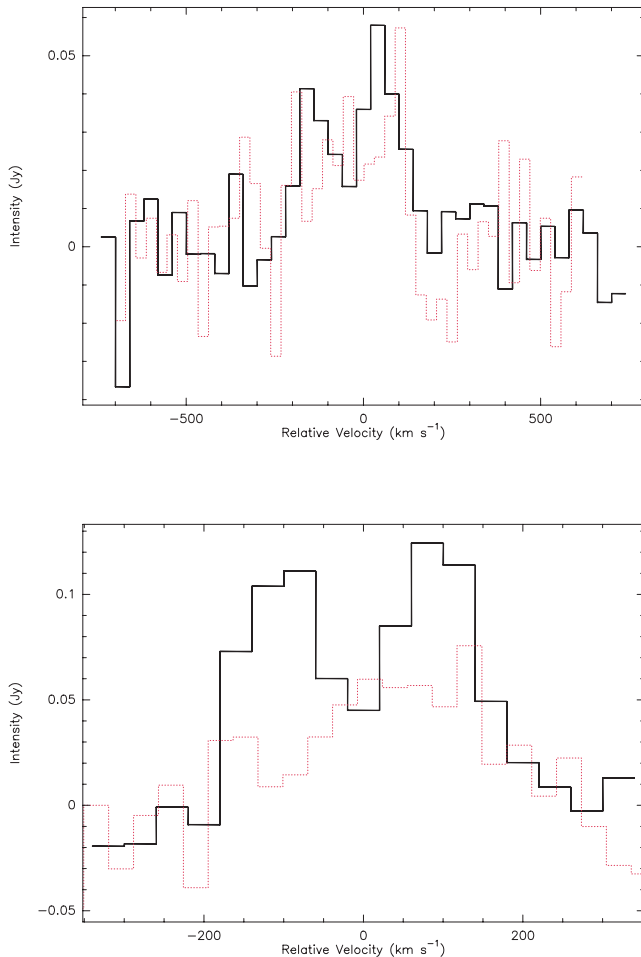 0.05
0
Intensity (Jy)
−500 0 500
Relative Velocity (km s⁻¹)
0.1
0.05
0
−0.05
Intensity (Jy)
−200 0 200
Relative Velocity (km s⁻¹)